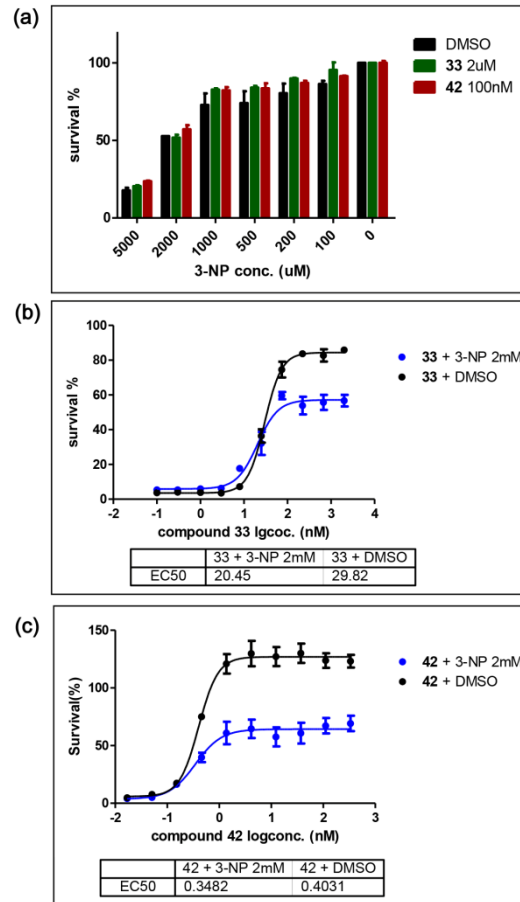 (a)
DMSO
33 2uM
42 100nM
survival %
100
50
0
5000
2000
1000
500
200
100
0
3-NP conc. (uM)
(b)
survival %
100
80
60
40
20
0
-2
-1
0
1
2
3
4
33 + 3-NP 2mM
33 + DMSO
compound 33 lgcoc. (nM)
33 + 3-NP 2mM 33 + DMSO
EC50 20.45 29.82
(c)
Survival(%)
150
100
50
0
-2
-1
0
1
2
3
42 + 3-NP 2mM
42 + DMSO
compound 42 logconc. (nM)
42 + 3-NP 2mM 42 + DMSO
EC50 0.3482 0.4031